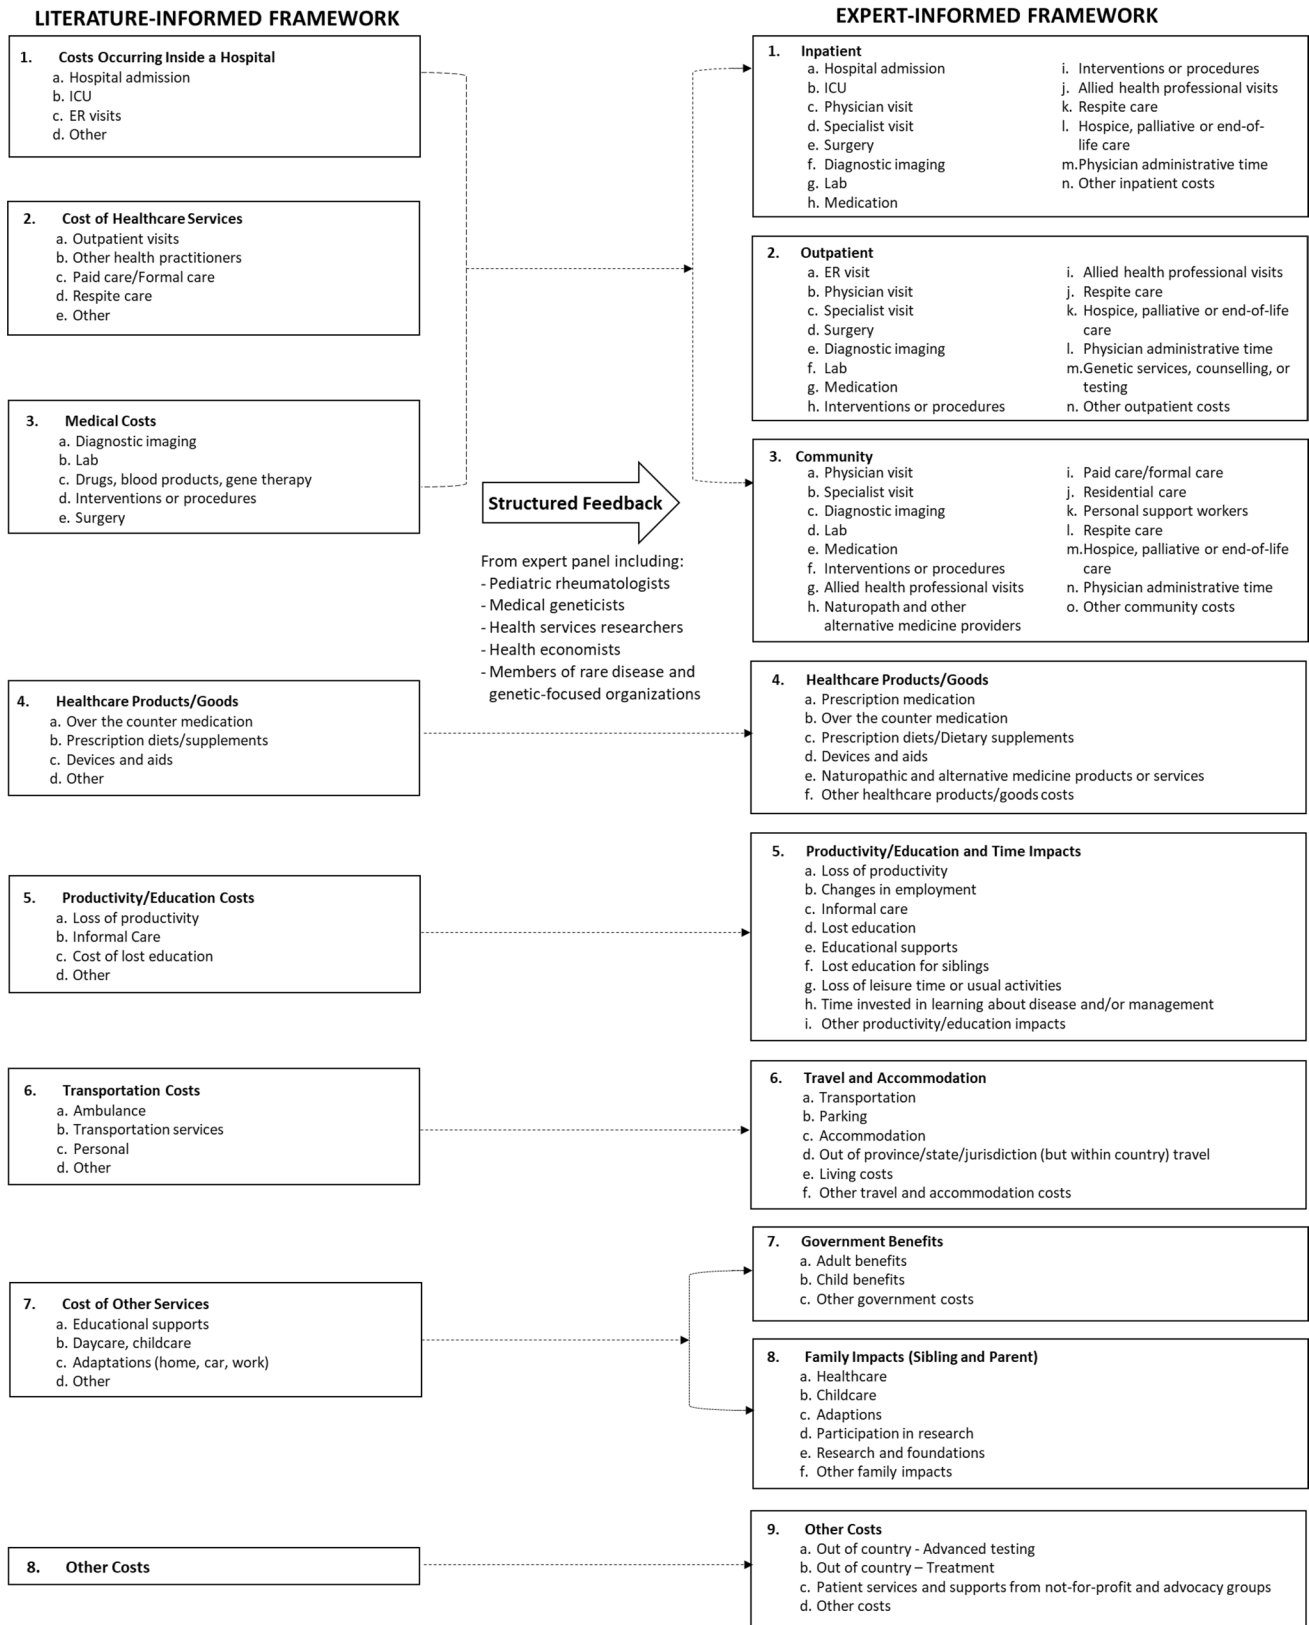 LITERATURE-INFORMED FRAMEWORK
1. Costs Occurring Inside a Hospital
a. Hospital admission
b. ICU
c. ER visits
d. Other
2. Cost of Healthcare Services
a. Outpatient visits
b. Other health practitioners
c. Paid care/Formal care
d. Respite care
e. Other
3. Medical Costs
a. Diagnostic imaging
b. Lab
c. Drugs, blood products, gene therapy
d. Interventions or procedures
e. Surgery
4. Healthcare Products/Goods
a. Over the counter medication
b. Prescription diets/supplements
c. Devices and aids
d. Other
5. Productivity/Education Costs
a. Loss of productivity
b. Informal Care
c. Cost of lost education
d. Other
6. Transportation Costs
a. Ambulance
b. Transportation services
c. Personal
d. Other
7. Cost of Other Services
a. Educational supports
b. Daycare, childcare
c. Adaptations (home, car, work)
d. Other
8. Other Costs
Structured Feedback
From expert panel including:
- Pediatric rheumatologists
- Medical geneticists
- Health services researchers
- Health economists
- Members of rare disease and
genetic-focused organizations
EXPERT-INFORMED FRAMEWORK
1. Inpatient
a. Hospital admission
b. ICU
c. Physician visit
d. Specialist visit
e. Surgery
f. Diagnostic imaging
g. Lab
h. Medication
i. Interventions or procedures
j. Allied health professional visits
k. Respite care
l. Hospice, palliative or end-of-
life care
m.Physician administrative time
n. Other inpatient costs
2. Outpatient
a. ER visit
b. Physician visit
c. Specialist visit
d. Surgery
e. Diagnostic imaging
f. Lab
g. Medication
h. Interventions or procedures
i. Allied health professional visits
j. Respite care
k. Hospice, palliative or end-of-life
care
l. Physician administrative time
m.Genetic services, counselling, or
testing
n. Other outpatient costs
3. Community
a. Physician visit
b. Specialist visit
c. Diagnostic imaging
d. Lab
e. Medication
f. Interventions or procedures
g. Allied health professional visits
h. Naturopath and other
alternative medicine providers
i. Paid care/formal care
j. Residential care
k. Personal support workers
l. Respite care
m.Hospice, palliative or end-of-life
care
n. Physician administrative time
o. Other community costs
4. Healthcare Products/Goods
a. Prescription medication
b. Over the counter medication
c. Prescription diets/Dietary supplements
d. Devices and aids
e. Naturopathic and alternative medicine products or services
f. Other healthcare products/goods costs
5. Productivity/Education and Time Impacts
a. Loss of productivity
b. Changes in employment
c. Informal care
d. Lost education
e. Educational supports
f. Lost education for siblings
g. Loss of leisure time or usual activities
h. Time invested in learning about disease and/or management
i. Other productivity/education impacts
6. Travel and Accommodation
a. Transportation
b. Parking
c. Accommodation
d. Out of province/state/jurisdiction (but within country) travel
e. Living costs
f. Other travel and accommodation costs
7. Government Benefits
a. Adult benefits
b. Child benefits
c. Other government costs
8. Family Impacts (Sibling and Parent)
a. Healthcare
b. Childcare
c. Adaptions
d. Participation in research
e. Research and foundations
f. Other family impacts
9. Other Costs
a. Out of country - Advanced testing
b. Out of country – Treatment
c. Patient services and supports from not-for-profit and advocacy groups
d. Other costs